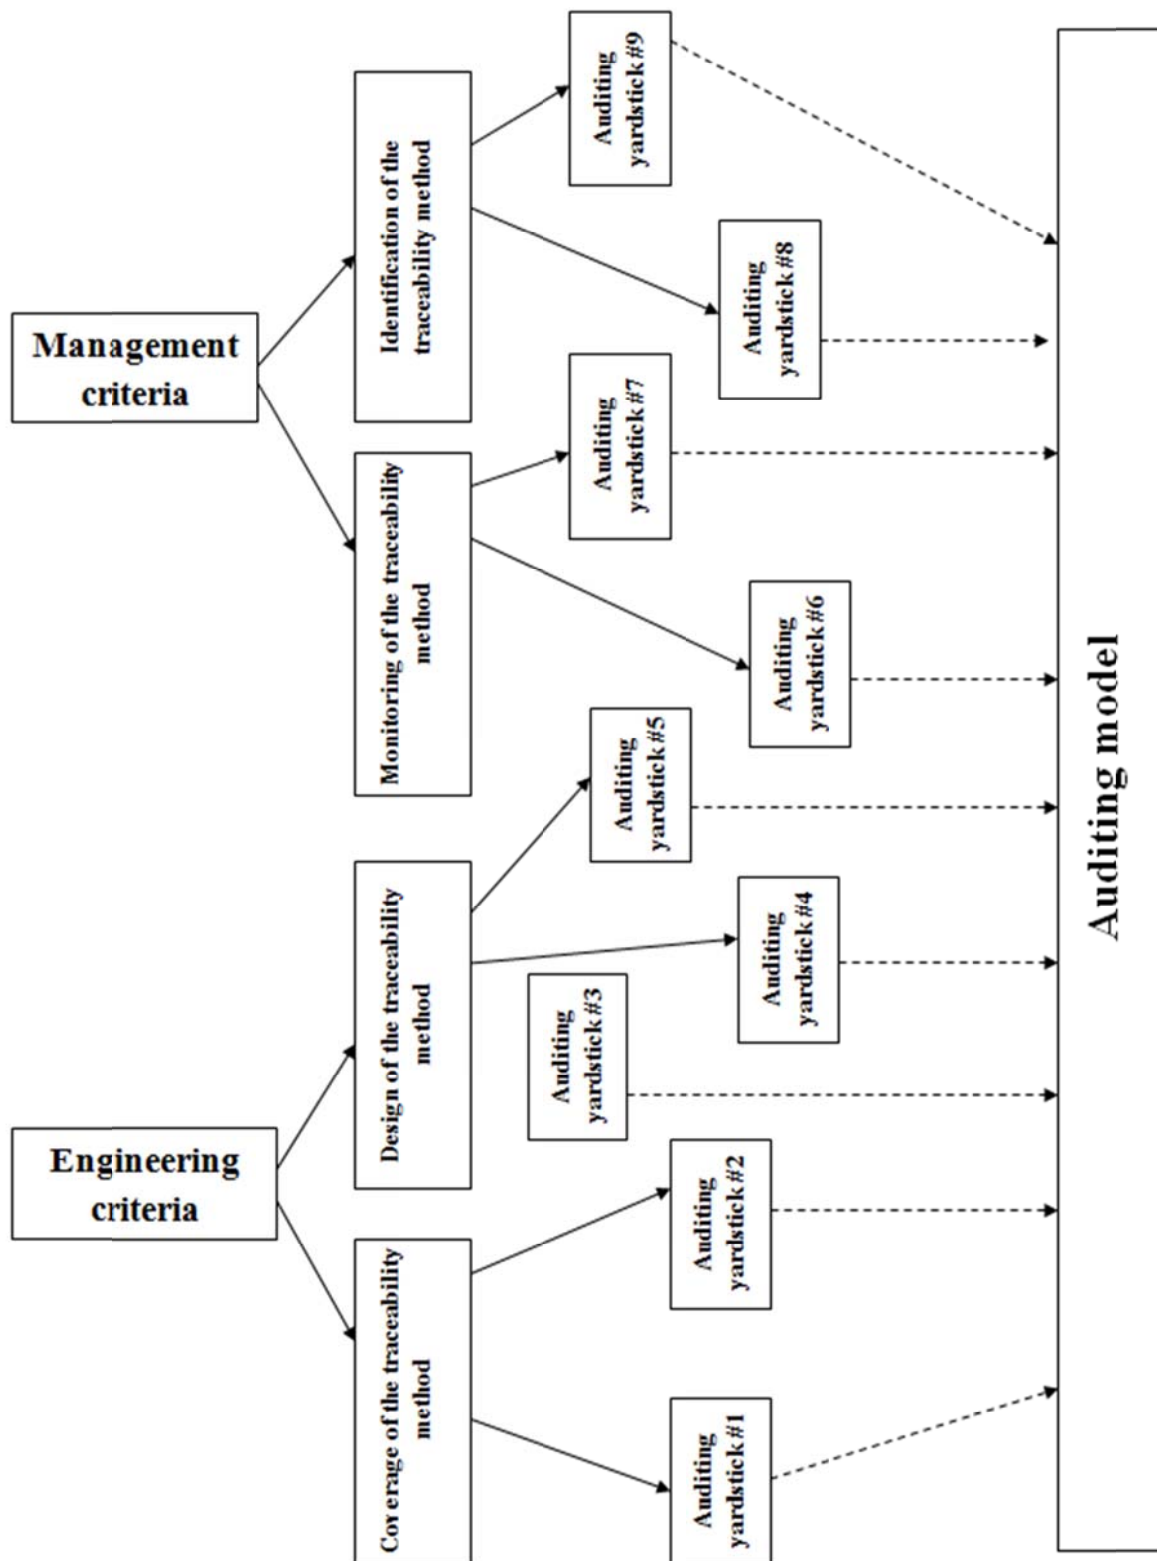 Management
criteria
Engineering
criteria
Identification of the
traceability method
Monitoring of the traceability
method
Design of the traceability
method
Coverage of the traceability
method
Auditing
yardstick #9
Auditing
yardstick #8
Auditing
yardstick #7
Auditing
yardstick #6
Auditing
yardstick #5
Auditing
yardstick #4
Auditing
yardstick #3
Auditing
yardstick #2
Auditing
yardstick #1
Auditing model